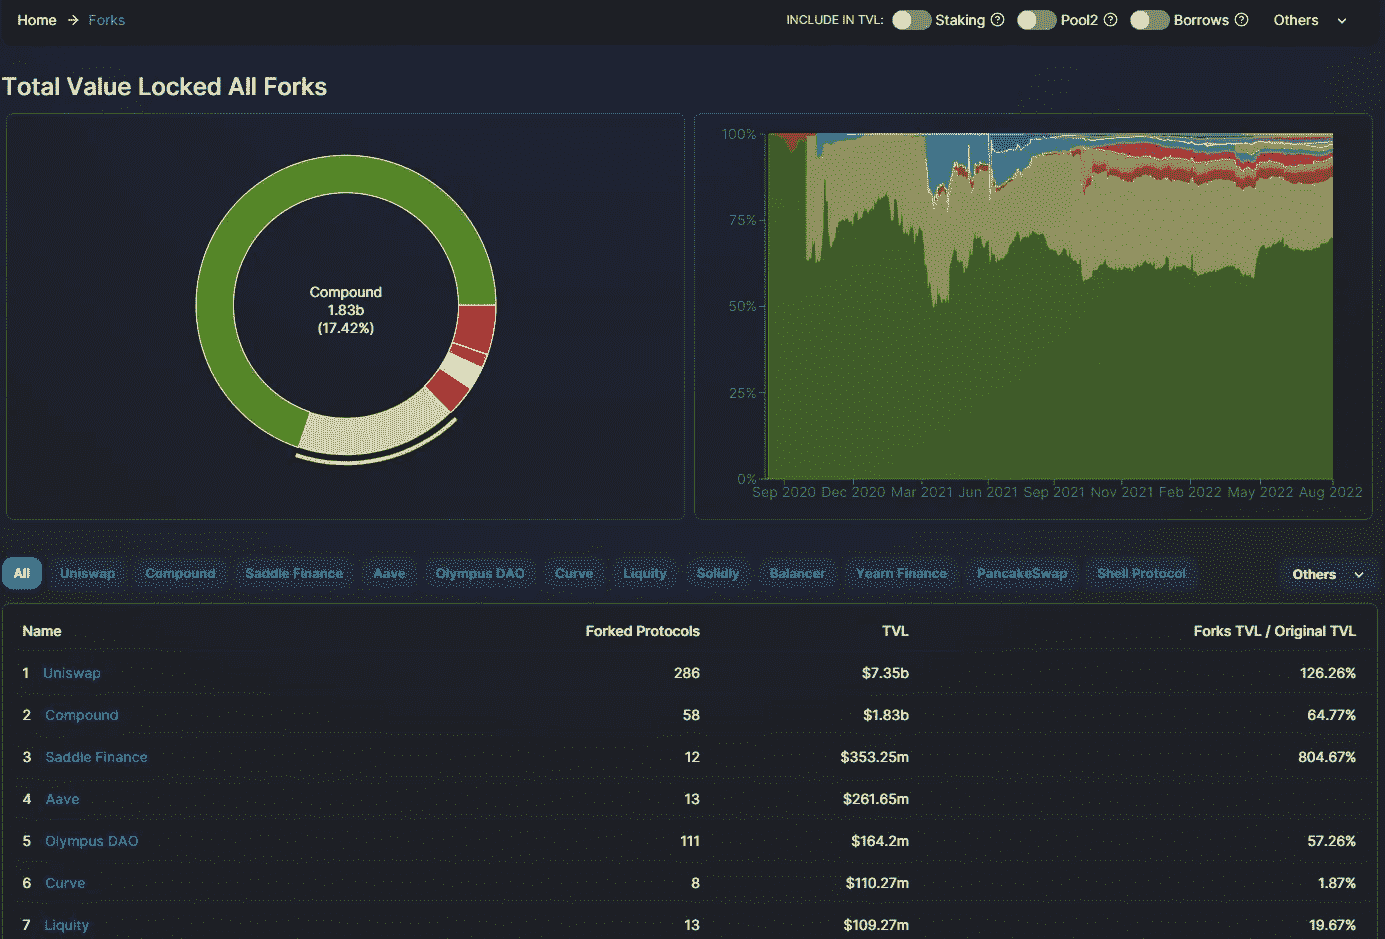 Home → Forks
INCLUDE IN TVL: Staking Pool2 Borrows Others
Total Value Locked All Forks
Compound
1.83b
(17.42%)
100%
75%
50%
25%
0%
Sep 2020 Dec 2020 Mar 2021 Jun 2021 Sep 2021 Nov 2021 Feb 2022 May 2022 Aug 2022
All Uniswap Compound Saddle Finance Aave Olympus DAO Curve Liquity Solidly Balancer Yearn Finance PancakeSwap Shell Protocol Others
Name Forked Protocols TVL Forks TVL / Original TVL
1 Uniswap 286 $7.35b 126.26%
2 Compound 58 $1.83b 64.77%
3 Saddle Finance 12 $353.25m 804.67%
4 Aave 13 $261.65m
5 Olympus DAO 111 $164.2m 57.26%
6 Curve 8 $110.27m 1.87%
7 Liquity 13 $109.27m 19.67%